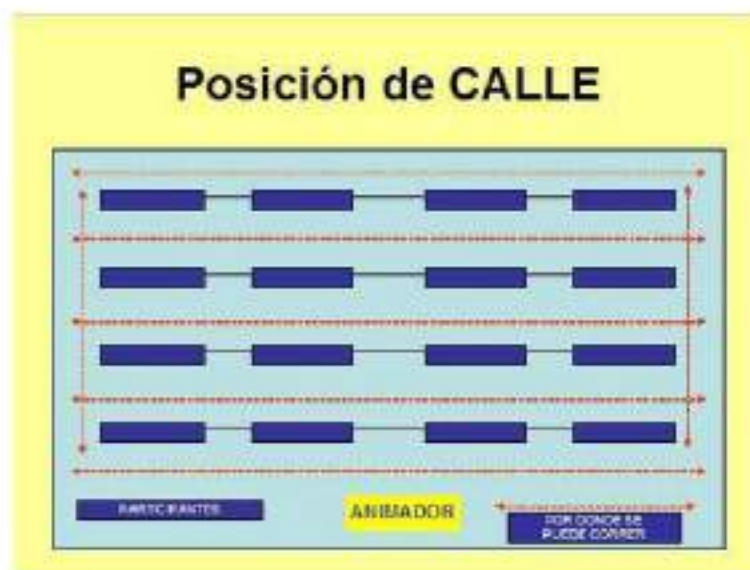 Posición de CALLE
PARTICIPANTES
ANIMADOR
POR DONDE SE
PUEDE CORRER